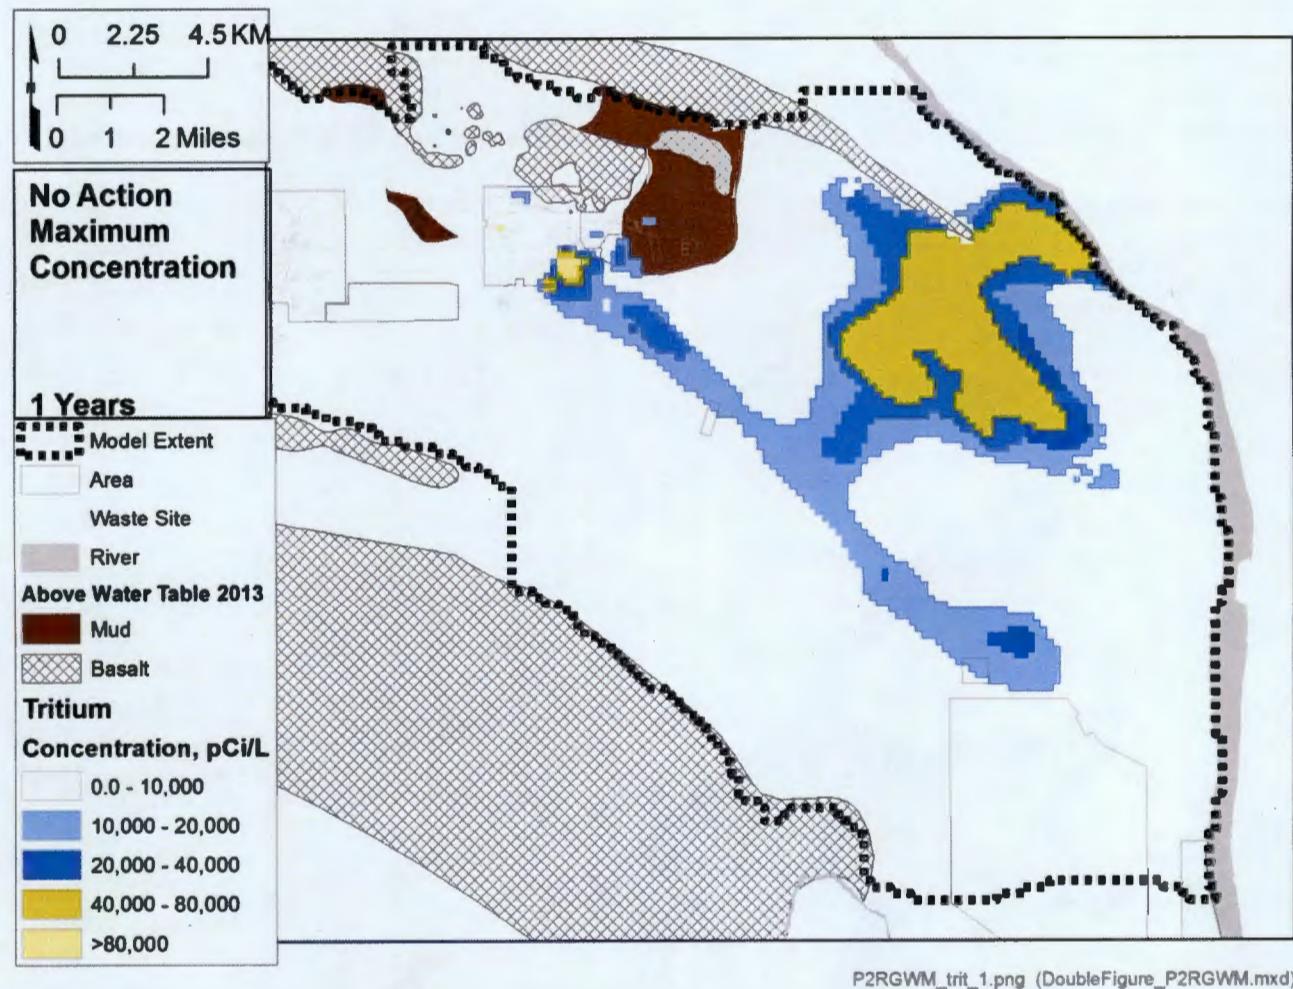 0 2.25 4.5 KM
0 1 2 Miles
No Action
Maximum
Concentration
1 Years
Model Extent
Area
Waste Site
River
Above Water Table 2013
Mud
Basalt
Tritium
Concentration, pCi/L
0.0 - 10,000
10,000 - 20,000
20,000 - 40,000
40,000 - 80,000
>80,000
P2RGWM_trit_1.png (DoubleFigure_P2RGWM.mxd)